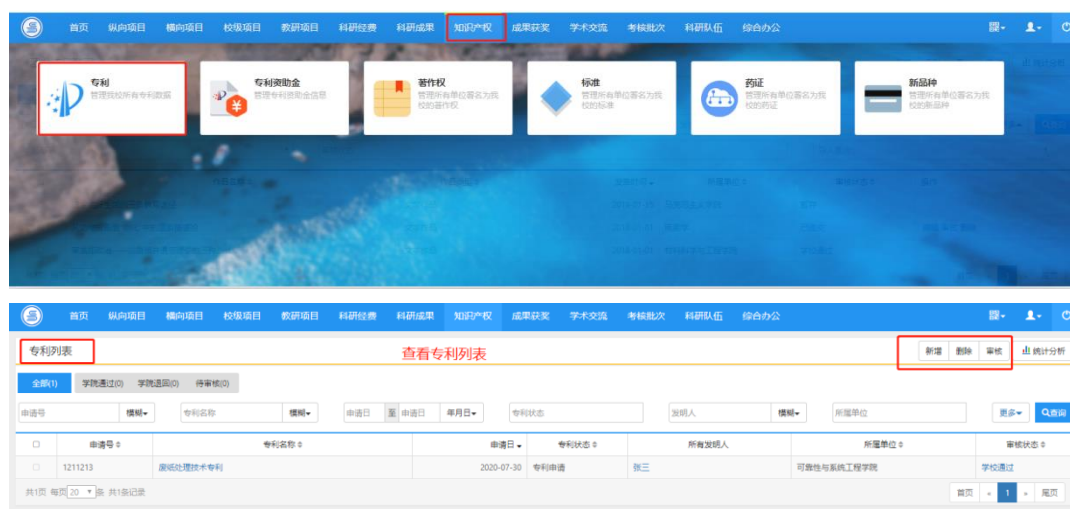 首页 纵向项目 横向项目 校级项目 教研项目 科研经费 科研成果 知识产权 成果获奖 学术交流 考核批次 科研队伍 综合办公
专利
管理我校所有专利数据
专利资助金
管理专利资助金信息
著作权
管理所有单位署名为我
校的著作权
标准
管理所有单位署名为我
校的标准
药证
管理所有单位署名为我
校的药证
新品种
管理所有单位署名为我
校的新品种
首页 纵向项目 横向项目 校级项目 教研项目 科研经费 科研成果 知识产权 成果获奖 学术交流 考核批次 科研队伍 综合办公
专利列表 查看专利列表 新增 删除 审核 统计分析
全部(1) 学院通过(0) 学院退回(0) 待审核(0)
申请号 模糊 专利名称 模糊 申请日 至 申请日 年月日 专利状态 发明人 模糊 所属单位 更多 查询
申请号 专利名称 申请日 专利状态 所有发明人 所属单位 审核状态
1211213 废纸处理技术专利 2020-07-30 专利申请 张三 可靠性与系统工程学院 学校通过
共1页 每页 20 条 共1条记录 首页 « 1 » 尾页